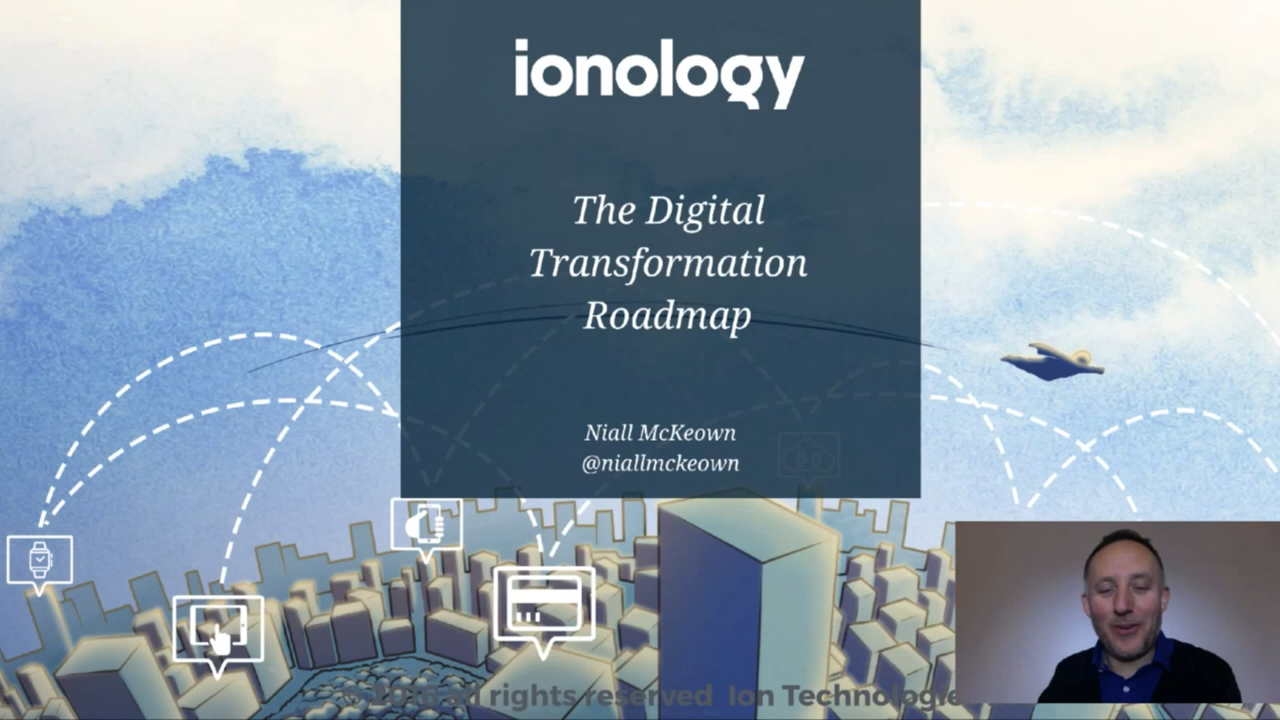 ionology
The Digital
Transformation
Roadmap
Niall McKeown
@niallmckeown
all rights reserved Ion Technologie